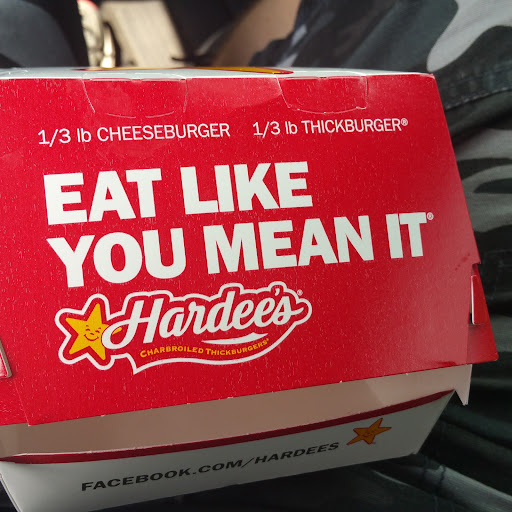 1/3 lb CHEESEBURGER 1/3 lb THICKBURGER®
EAT LIKE
YOU MEAN IT®
Hardee's®
CHARBROILED THICKBURGERS®
FACEBOOK.COM/HARDEES